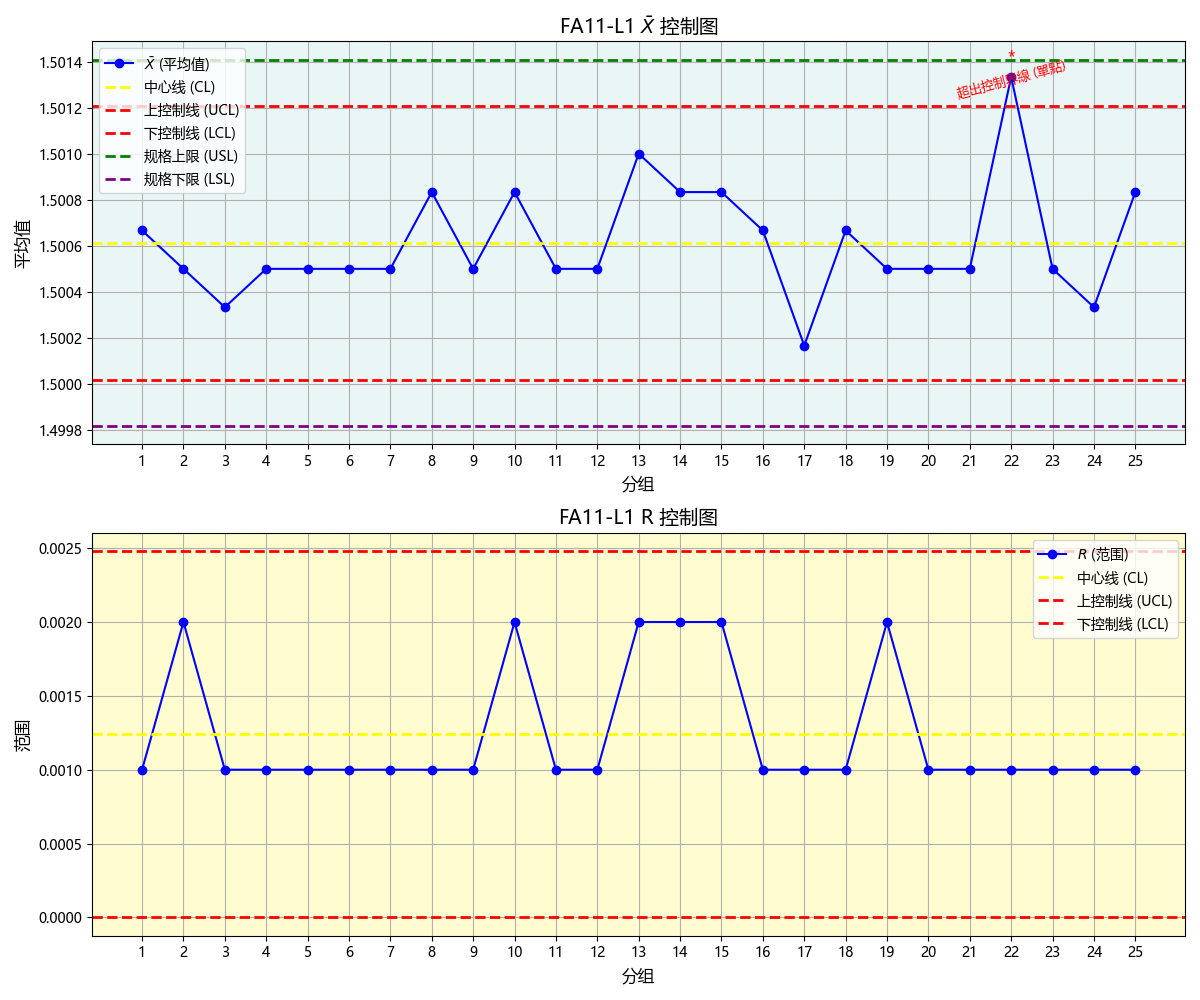 FA11-L1 X̄ 控制图
X̄ (平均值)
中心线 (CL)
上控制线 (UCL)
下控制线 (LCL)
规格上限 (USL)
规格下限 (LSL)
*
超出控制界線 (單點)
平均值
1.5014
1.5012
1.5010
1.5008
1.5006
1.5004
1.5002
1.5000
1.4998
1 2 3 4 5 6 7 8 9 10 11 12 13 14 15 16 17 18 19 20 21 22 23 24 25
分组
FA11-L1 R 控制图
R (范围)
中心线 (CL)
上控制线 (UCL)
下控制线 (LCL)
范围
0.0025
0.0020
0.0015
0.0010
0.0005
0.0000
1 2 3 4 5 6 7 8 9 10 11 12 13 14 15 16 17 18 19 20 21 22 23 24 25
分组